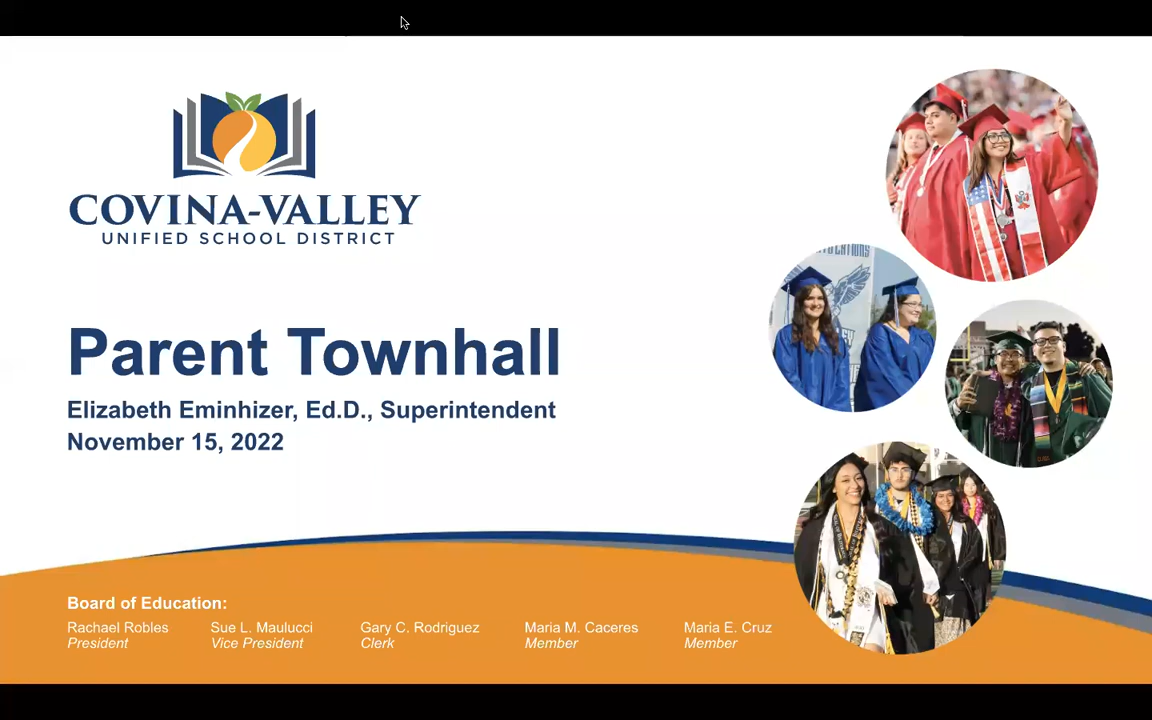 COVINA-VALLEY
UNIFIED SCHOOL DISTRICT
Parent Townhall
Elizabeth Eminhizer, Ed.D., Superintendent
November 15, 2022
Board of Education:
Rachael Robles
President
Sue L. Maulucci
Vice President
Gary C. Rodriguez
Clerk
Maria M. Caceres
Member
Maria E. Cruz
Member